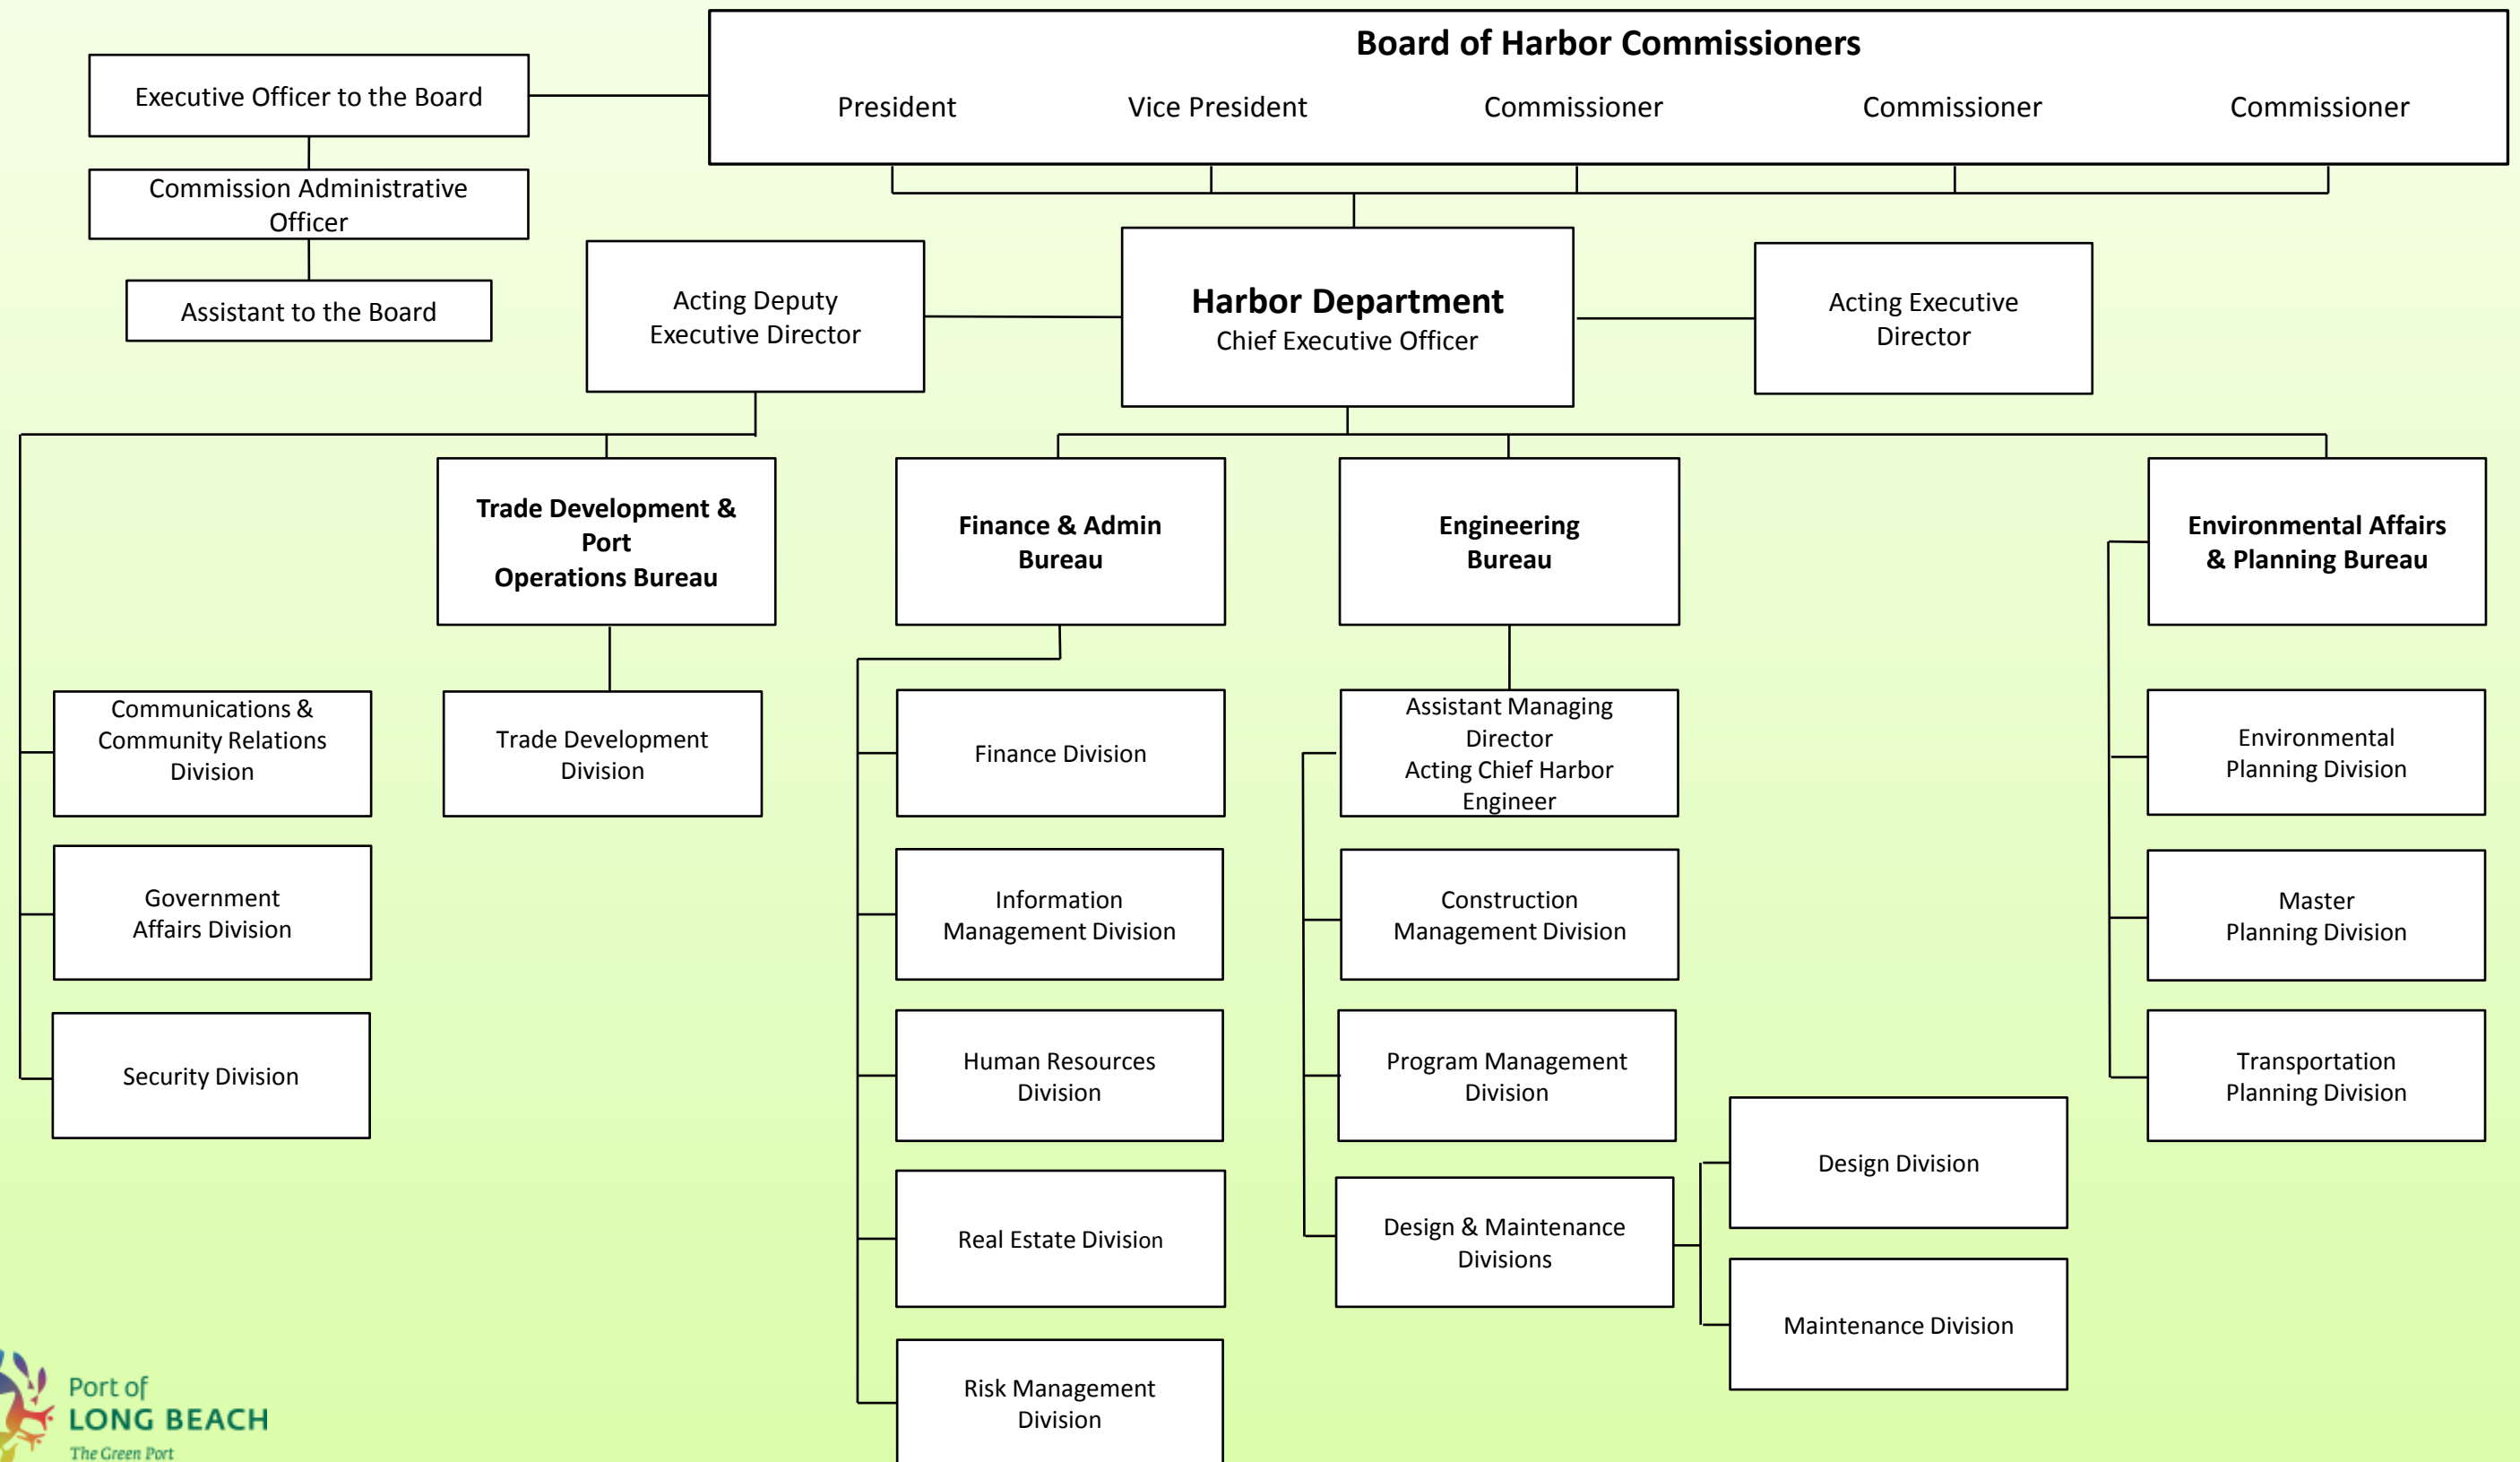 Board of Harbor Commissioners
President
Vice President
Commissioner
Commissioner
Commissioner
Executive Officer to the Board
Commission Administrative
Officer
Assistant to the Board
Acting Deputy
Executive Director
Harbor Department
Chief Executive Officer
Acting Executive
Director
Trade Development &
Port
Operations Bureau
Finance & Admin
Bureau
Engineering
Bureau
Environmental Affairs
& Planning Bureau
Communications &
Community Relations
Division
Government
Affairs Division
Security Division
Trade Development
Division
Finance Division
Information
Management Division
Human Resources
Division
Real Estate Division
Risk Management
Division
Assistant Managing
Director
Acting Chief Harbor
Engineer
Construction
Management Division
Program Management
Division
Design & Maintenance
Divisions
Design Division
Maintenance Division
Environmental
Planning Division
Master
Planning Division
Transportation
Planning Division
Port of
LONG BEACH
The Green Port